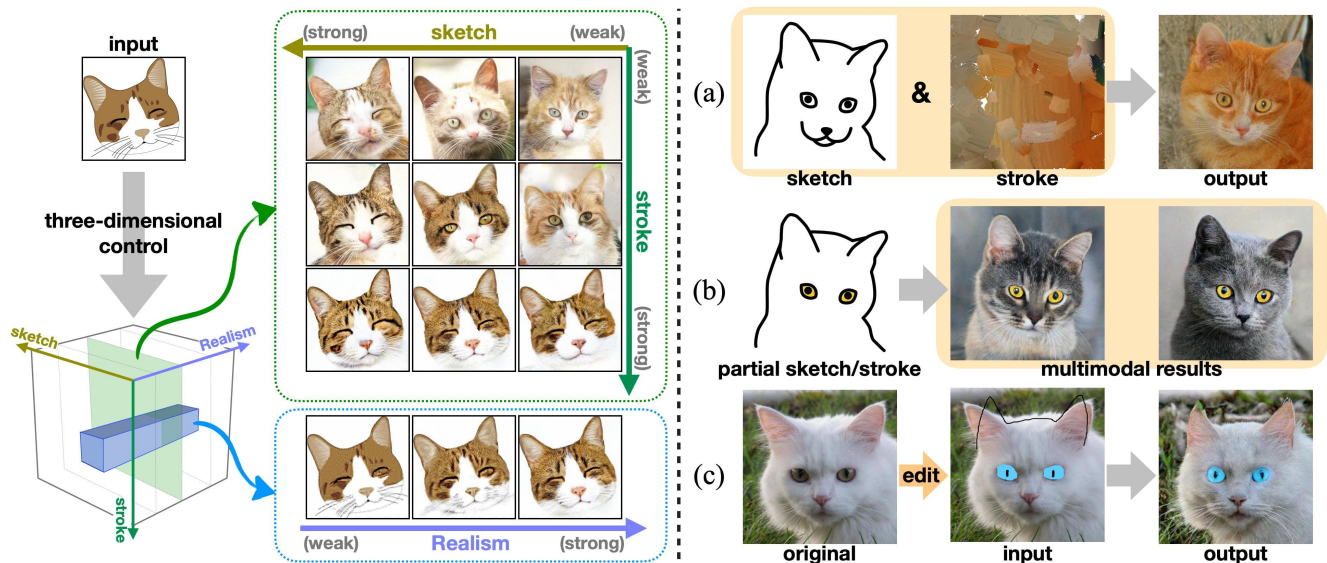 input
three-dimensional
control
sketch
Realism
stroke
(strong)
sketch
(weak)
(weak)
stroke
(strong)
(weak)
Realism
(strong)
(a)
&
sketch
stroke
output
(b)
partial sketch/stroke
multimodal results
(c)
edit
original
input
output